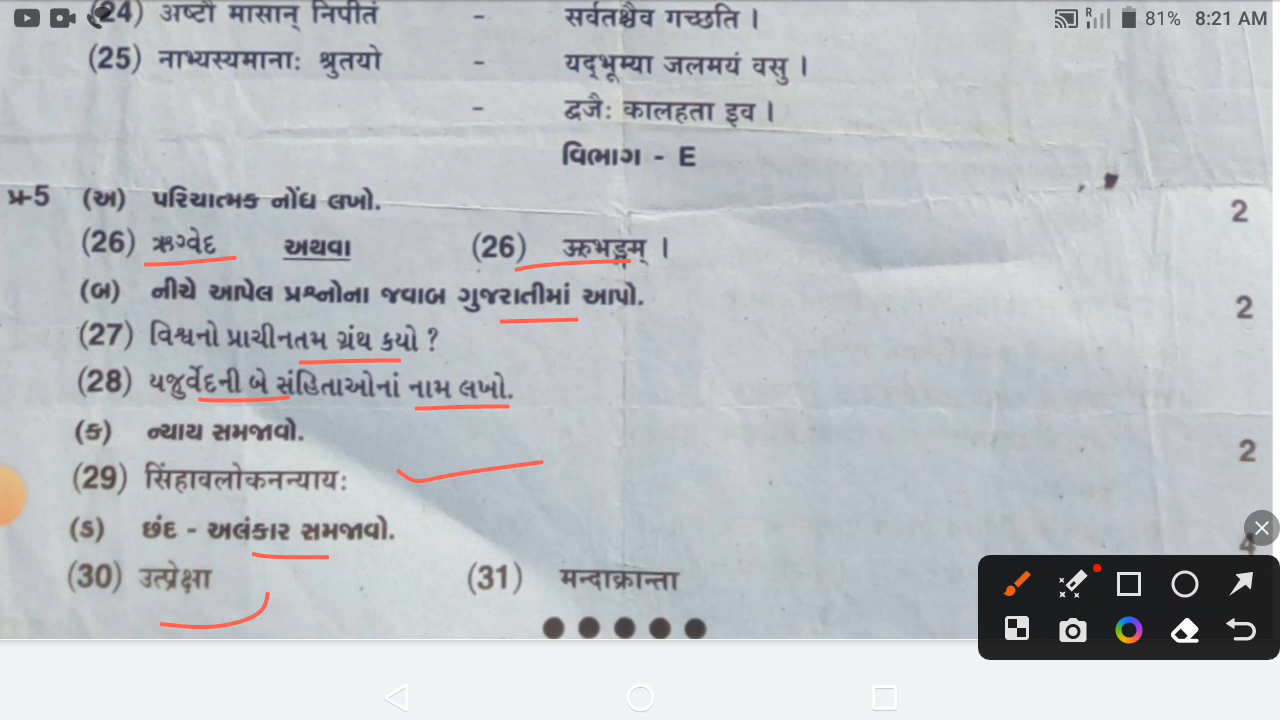 81% 8:21 AM
(24) अष्टौ मासान् निपीतं - सर्वतश्चैव गच्छति ।
(25) नाभ्यस्यमानाः श्रुतयो - यद्भूम्या जलमयं वसु ।
- द्वजैः कालहता इव ।
વિભાગ - E
પ્ર-5 (અ) પરિચાત્મક નોંધ લખો. 2
(26) ઋગ્વેદ અથવા (26) ऊरुभङ्गम् ।
(બ) નીચે આપેલ પ્રશ્નોના જવાબ ગુજરાતીમાં આપો. 2
(27) વિશ્વનો પ્રાચીનતમ ગ્રંથ કયો ?
(28) યજુર્વેદની બે સંહિતાઓનાં નામ લખો.
(ક) ન્યાય સમજાવો. 2
(29) सिंहावलोकनन्यायः
(ડ) છંદ - અલંકાર સમજાવો. 4
(30) उत्प्रेक्षा (31) मन्दाक्रान्ता